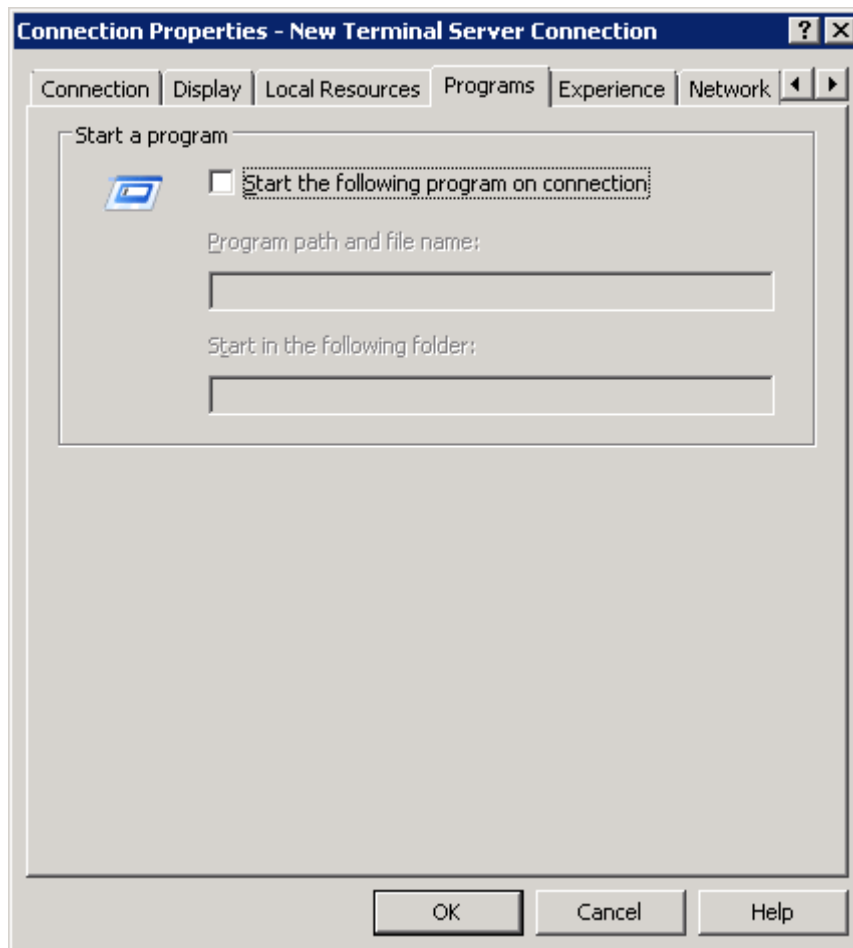 Connection Properties - New Terminal Server Connection
Connection Display Local Resources Programs Experience Network
Start a program
Start the following program on connection
Program path and file name:
Start in the following folder:
OK Cancel Help